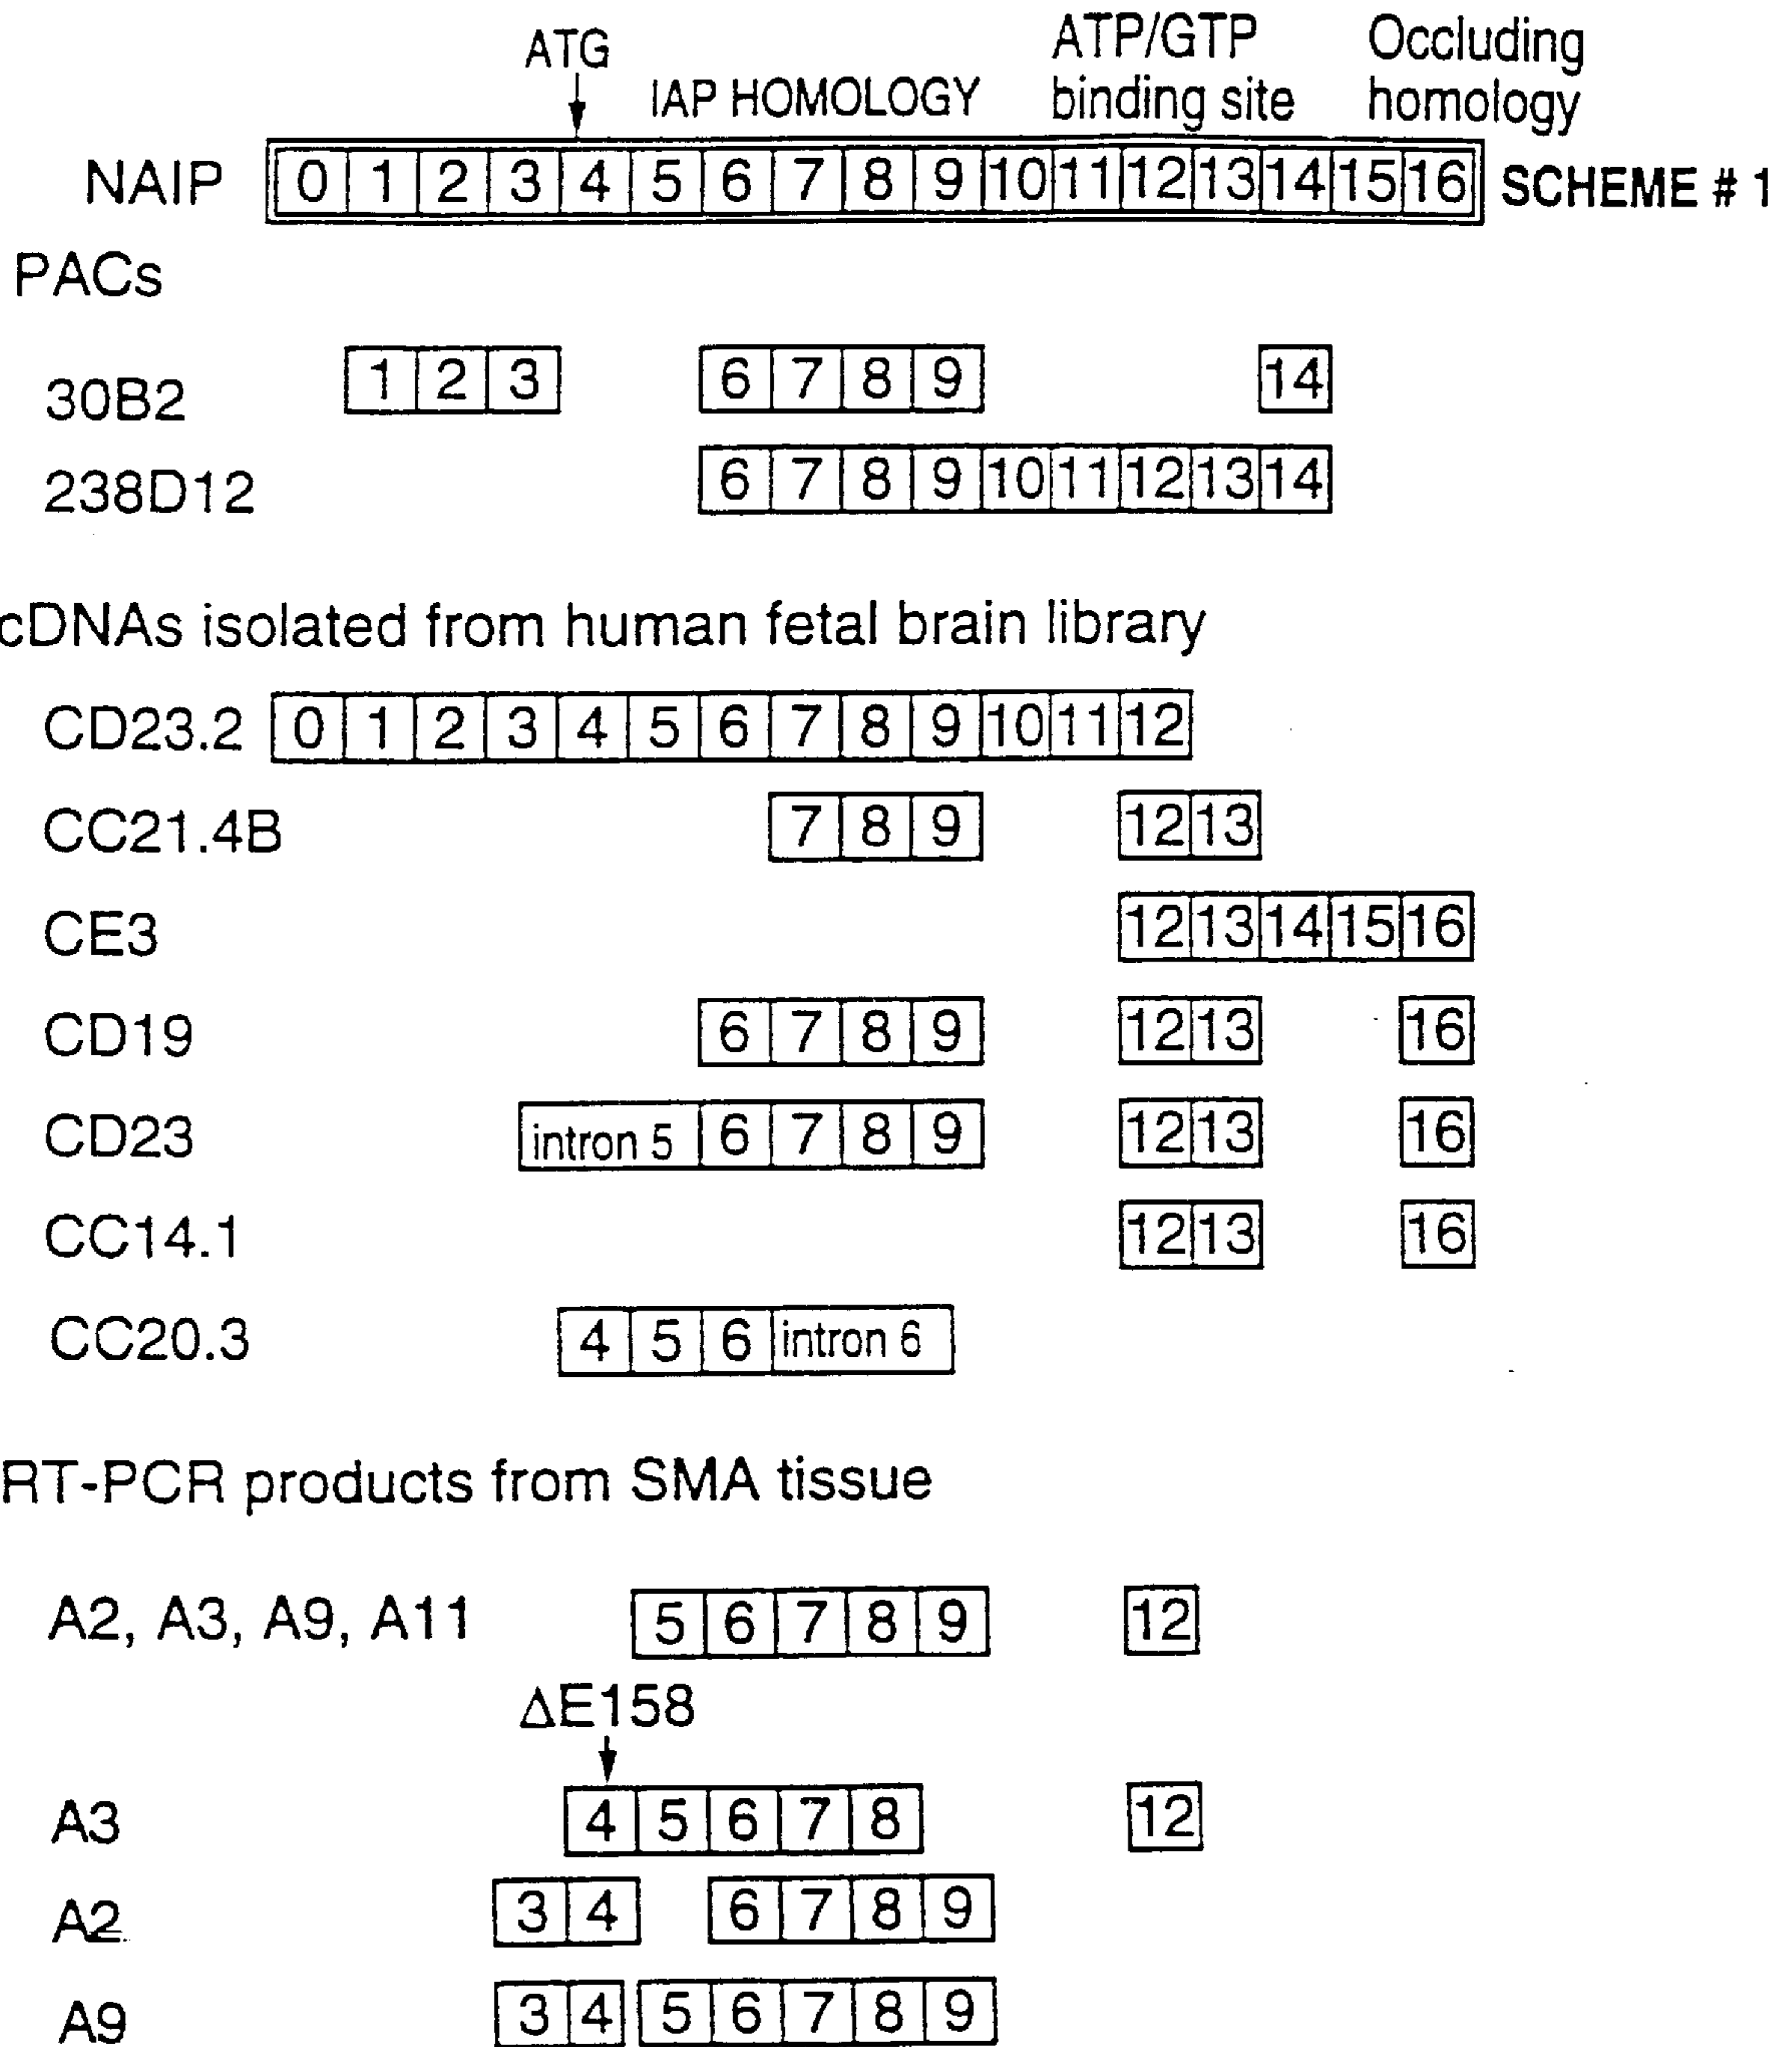 ATG
IAP HOMOLOGY
ATP/GTP
binding site
Occluding
homology
NAIP 0 1 2 3 4 5 6 7 8 9 10 11 12 13 14 15 16 SCHEME # 1
PACs
30B2 1 2 3 6 7 8 9 14
238D12 6 7 8 9 10 11 12 13 14
cDNAs isolated from human fetal brain library
CD23.2 0 1 2 3 4 5 6 7 8 9 10 11 12
CC21.4B 7 8 9 12 13
CE3 12 13 14 15 16
CD19 6 7 8 9 12 13 16
CD23 intron 5 6 7 8 9 12 13 16
CC14.1 12 13 16
CC20.3 4 5 6 intron 6
RT-PCR products from SMA tissue
A2, A3, A9, A11 5 6 7 8 9 12
ΔE158
A3 4 5 6 7 8 12
A2 3 4 6 7 8 9
A9 3 4 5 6 7 8 9